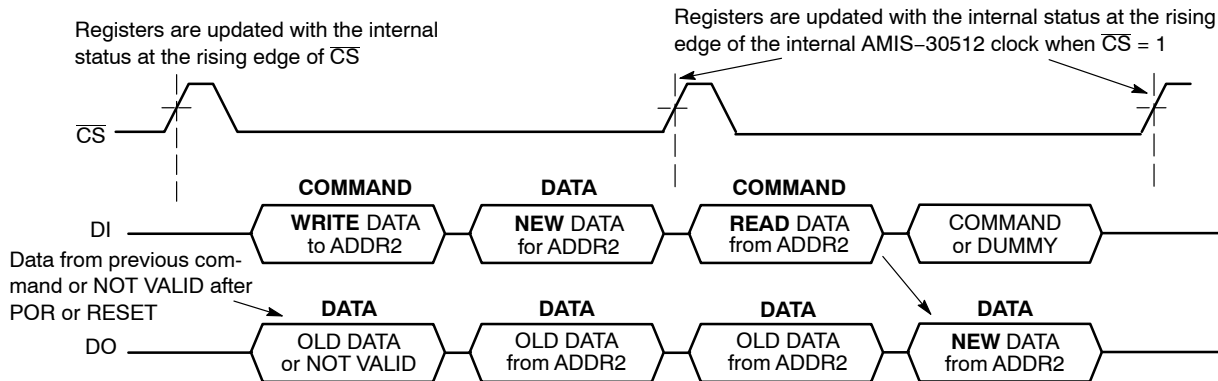 Registers are updated with the internal
status at the rising edge of CS
Registers are updated with the internal status at the rising
edge of the internal AMIS−30512 clock when CS = 1
CS
COMMAND
DATA
COMMAND
DI
WRITE DATA
to ADDR2
NEW DATA
for ADDR2
READ DATA
from ADDR2
COMMAND
or DUMMY
Data from previous com-
mand or NOT VALID after
POR or RESET
DATA
DATA
DATA
DATA
DO
OLD DATA
or NOT VALID
OLD DATA
from ADDR2
OLD DATA
from ADDR2
NEW DATA
from ADDR2